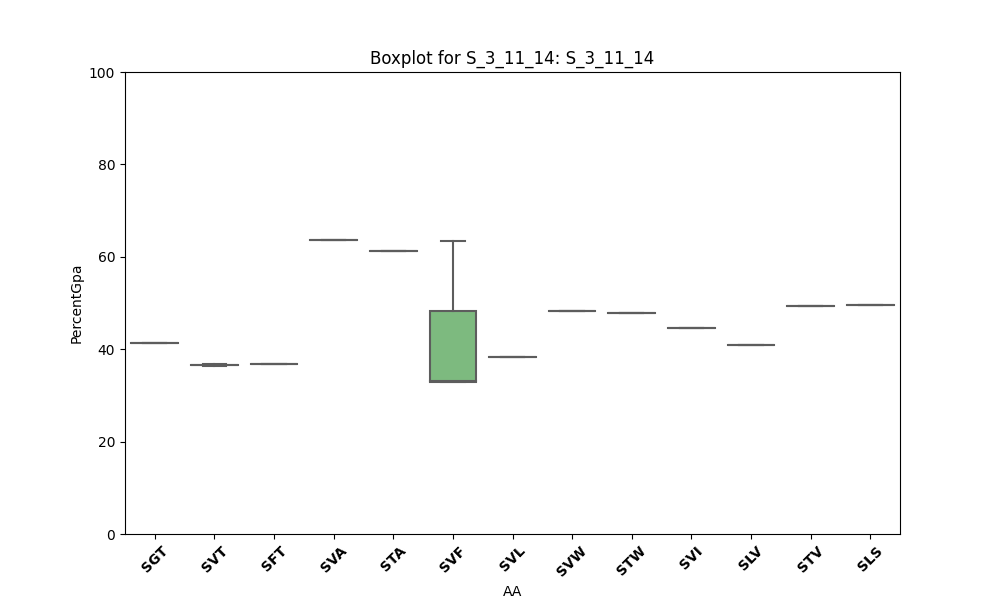 Boxplot for S_3_11_14: S_3_11_14
PercentGpa
100
80
60
40
20
0
SGT SVT SFT SVA STA SVF SVL SVW STW SVI SLV STV SLS
AA